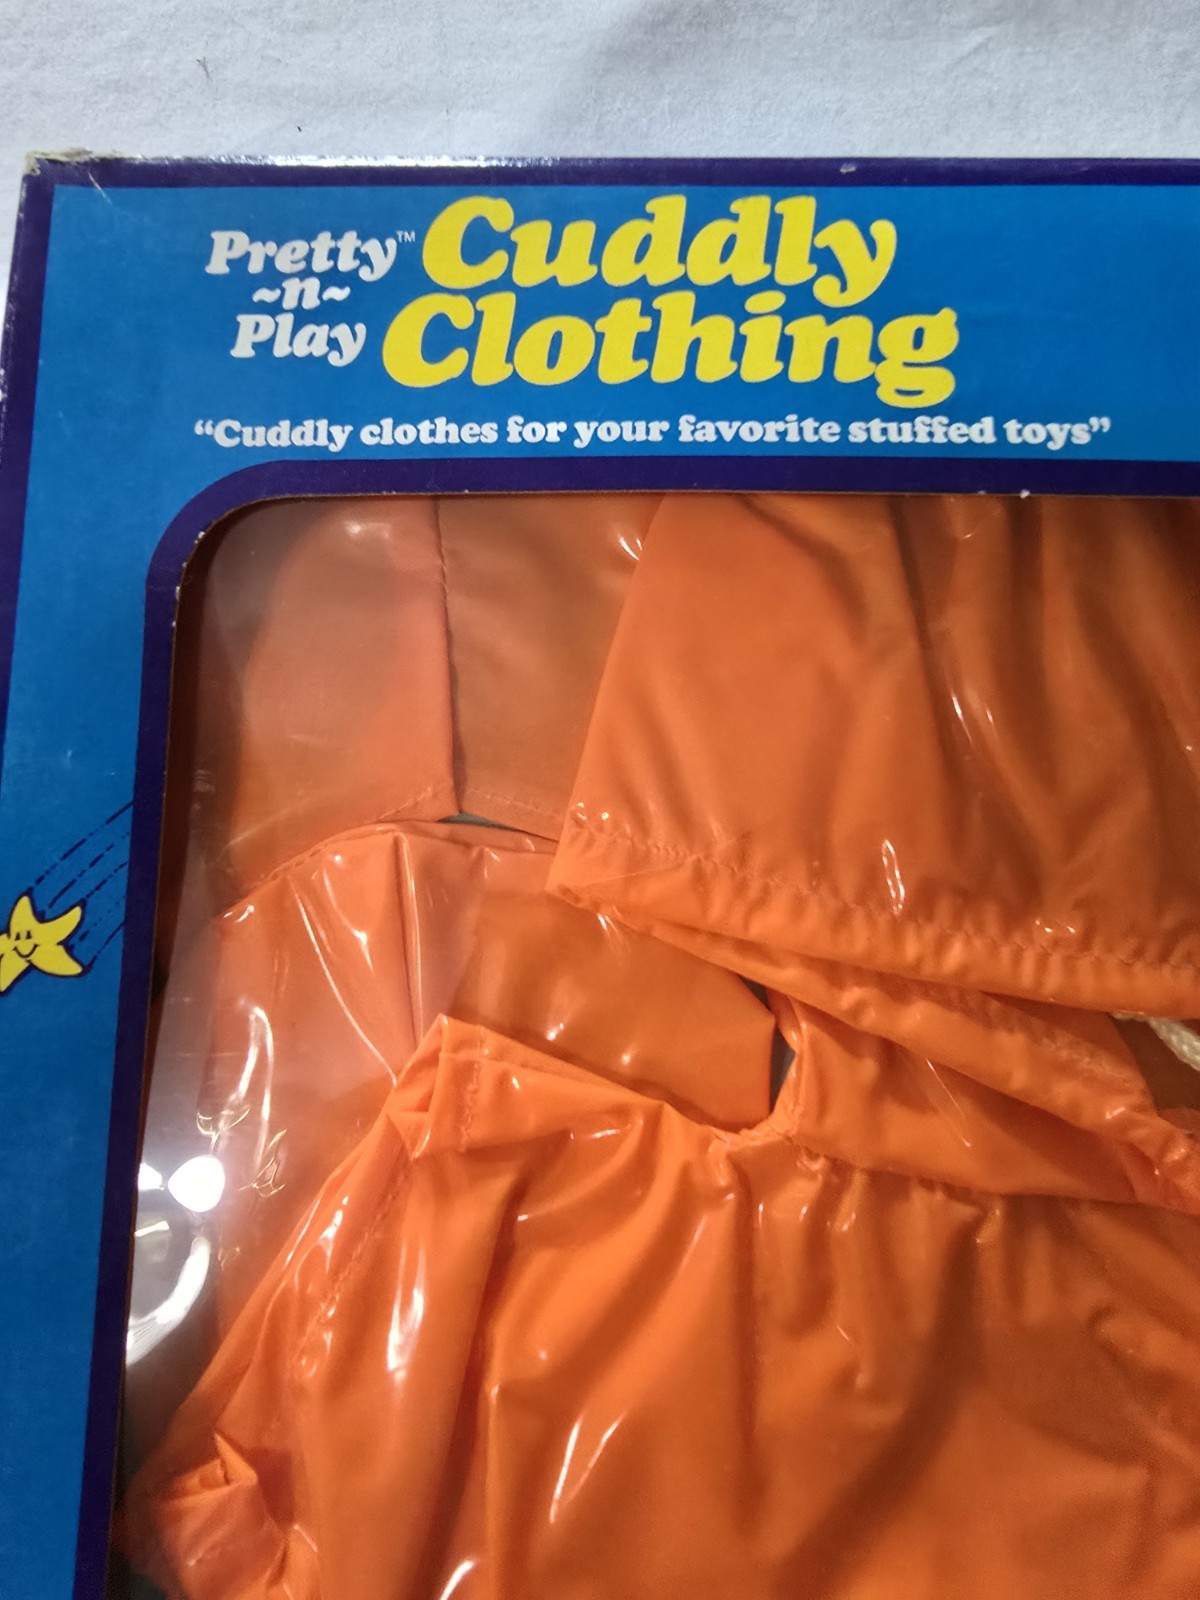 Pretty™
~n~
Play
Cuddly
Clothing
“Cuddly clothes for your favorite stuffed toys”